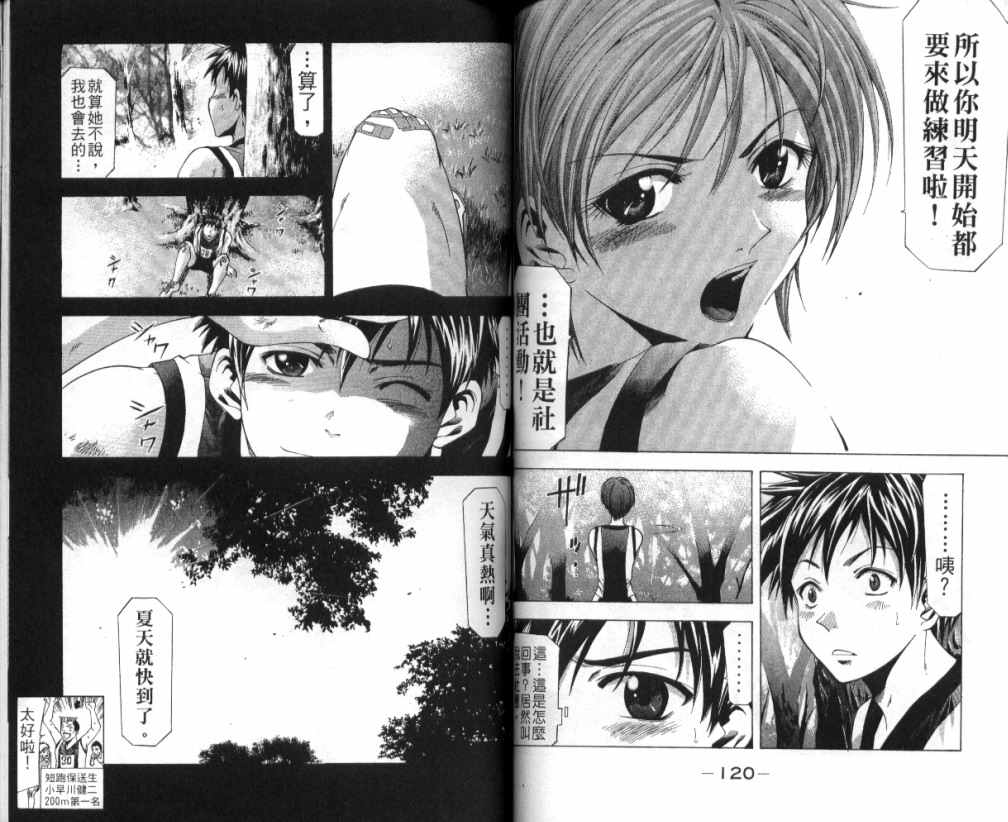 所以你明天開始都
要來做練習啦！
…也就是社
團活動！
………咦？
………
這…這是怎麼
回事？居然叫
－120－
…算了，
就算她不說，
我也會去的…
天氣真熱啊…
夏天就快到了。
太好啦！
短跑保送生
小早川健二
200m第一名